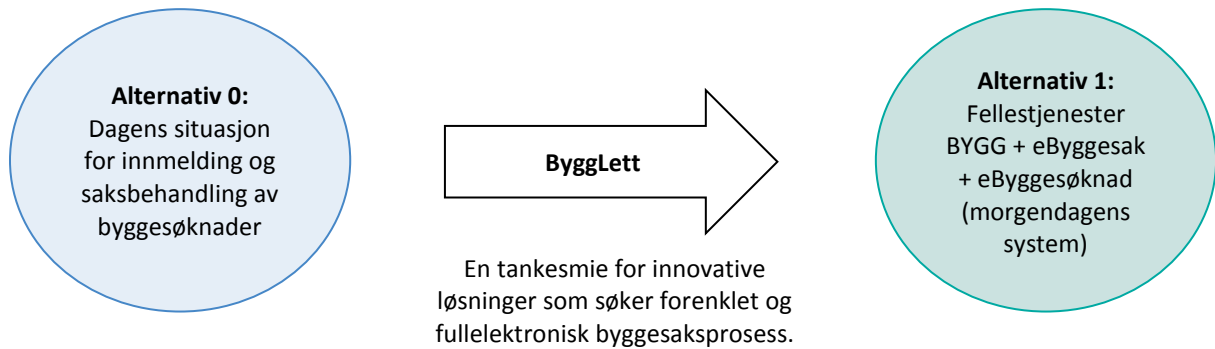 Alternativ 0:
Dagens situasjon
for innmelding og
saksbehandling av
byggesøknader
ByggLett
En tankesmie for innovative
løsninger som søker forenklet og
fullelektronisk byggesaksprosess.
Alternativ 1:
Fellestjenester
BYGG + eByggesak
+ eByggesøknad
(morgendagens
system)